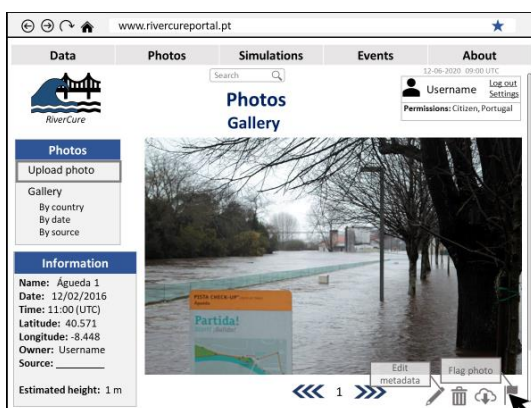 www.rivercureportal.pt
Data Photos Simulations Events About
Search
12-06-2020 09:00 UTC
Username
Log out
Settings
Permissions: Citizen, Portugal
RiverCure
Photos
Gallery
Photos
Upload photo
Gallery
By country
By date
By source
Information
Name: Águeda 1
Date: 12/02/2016
Time: 11:00 (UTC)
Latitude: 40.571
Longitude: -8.448
Owner: Username
Source: ________
Estimated height: 1 m
PISTA CHECK-UP
Partida!
Edit
metadata
Flag photo
1